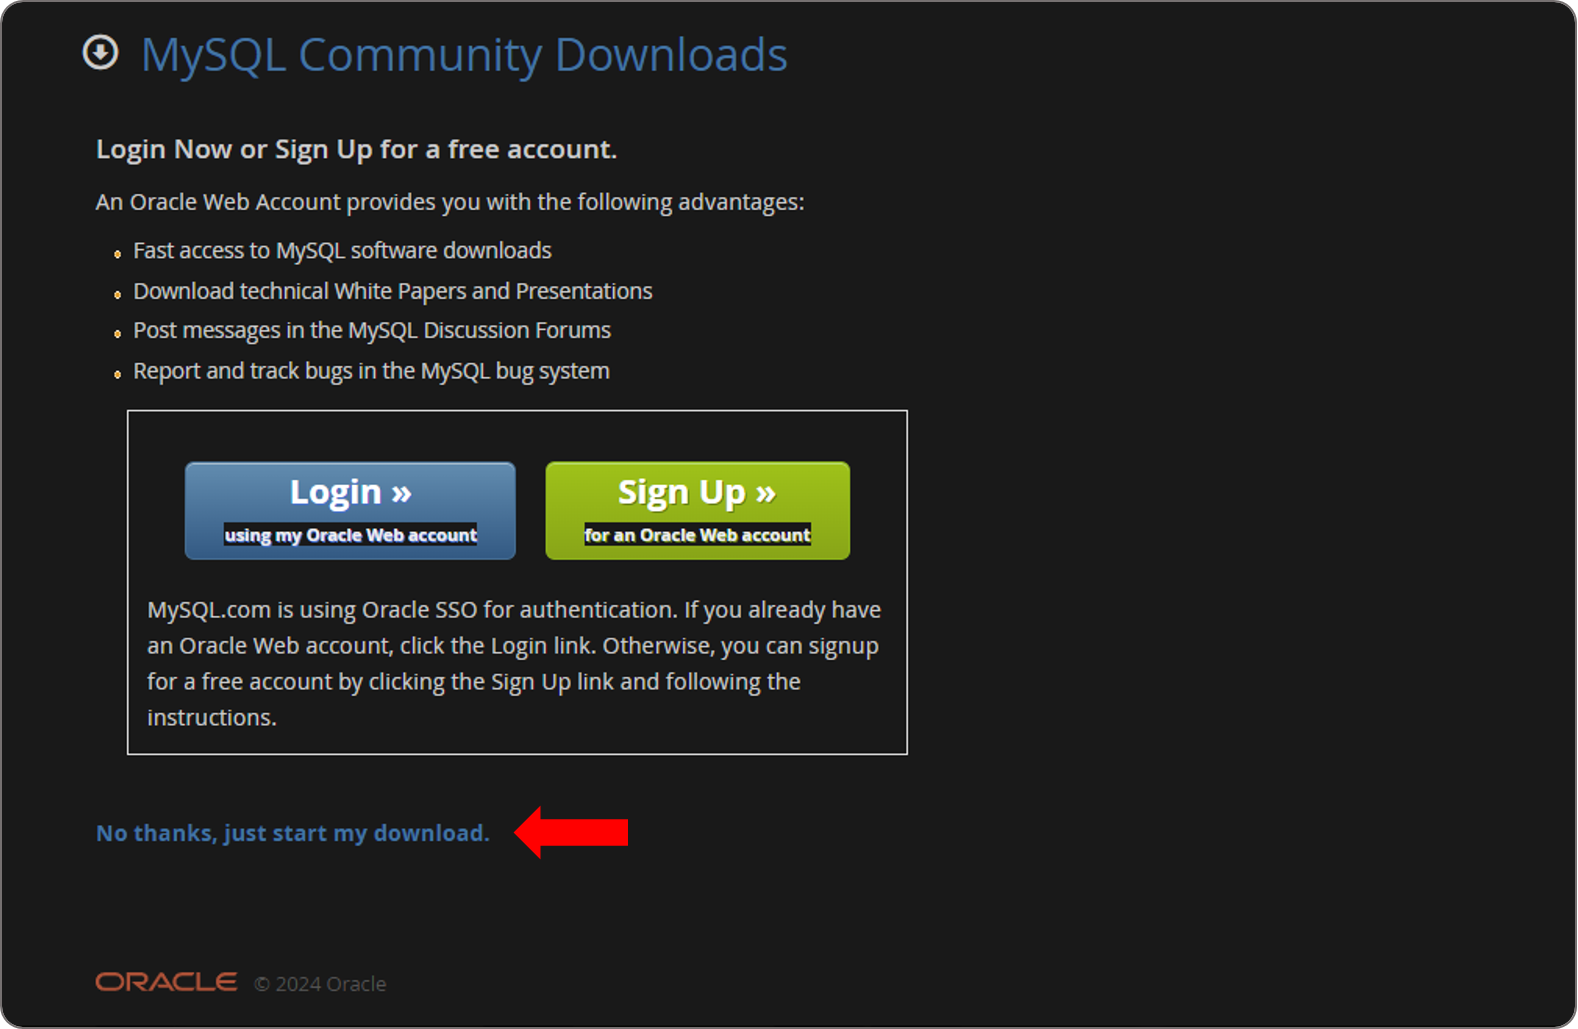 MySQL Community Downloads
Login Now or Sign Up for a free account.
An Oracle Web Account provides you with the following advantages:
Fast access to MySQL software downloads
Download technical White Papers and Presentations
Post messages in the MySQL Discussion Forums
Report and track bugs in the MySQL bug system
Login »
using my Oracle Web account
Sign Up »
for an Oracle Web account
MySQL.com is using Oracle SSO for authentication. If you already have
an Oracle Web account, click the Login link. Otherwise, you can signup
for a free account by clicking the Sign Up link and following the
instructions.
No thanks, just start my download.
ORACLE © 2024 Oracle